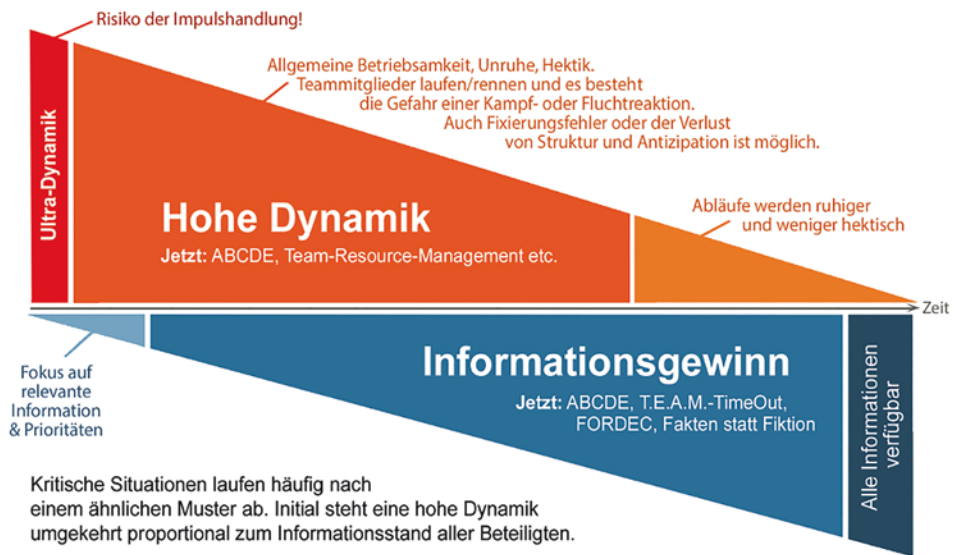 Risiko der Impulshandlung!
Allgemeine Betriebsamkeit, Unruhe, Hektik.
Teammitglieder laufen/rennen und es besteht
die Gefahr einer Kampf- oder Fluchtreaktion.
Auch Fixierungsfehler oder der Verlust
von Struktur und Antizipation ist möglich.
Ultra-Dynamik
Hohe Dynamik
Jetzt: ABCDE, Team-Resource-Management etc.
Abläufe werden ruhiger
und weniger hektisch
Zeit
Fokus auf
relevante
Information
& Prioritäten
Informationsgewinn
Jetzt: ABCDE, T.E.A.M.-TimeOut,
FORDEC, Fakten statt Fiktion
Alle Informationen
verfügbar
Kritische Situationen laufen häufig nach
einem ähnlichen Muster ab. Initial steht eine hohe Dynamik
umgekehrt proportional zum Informationsstand aller Beteiligten.